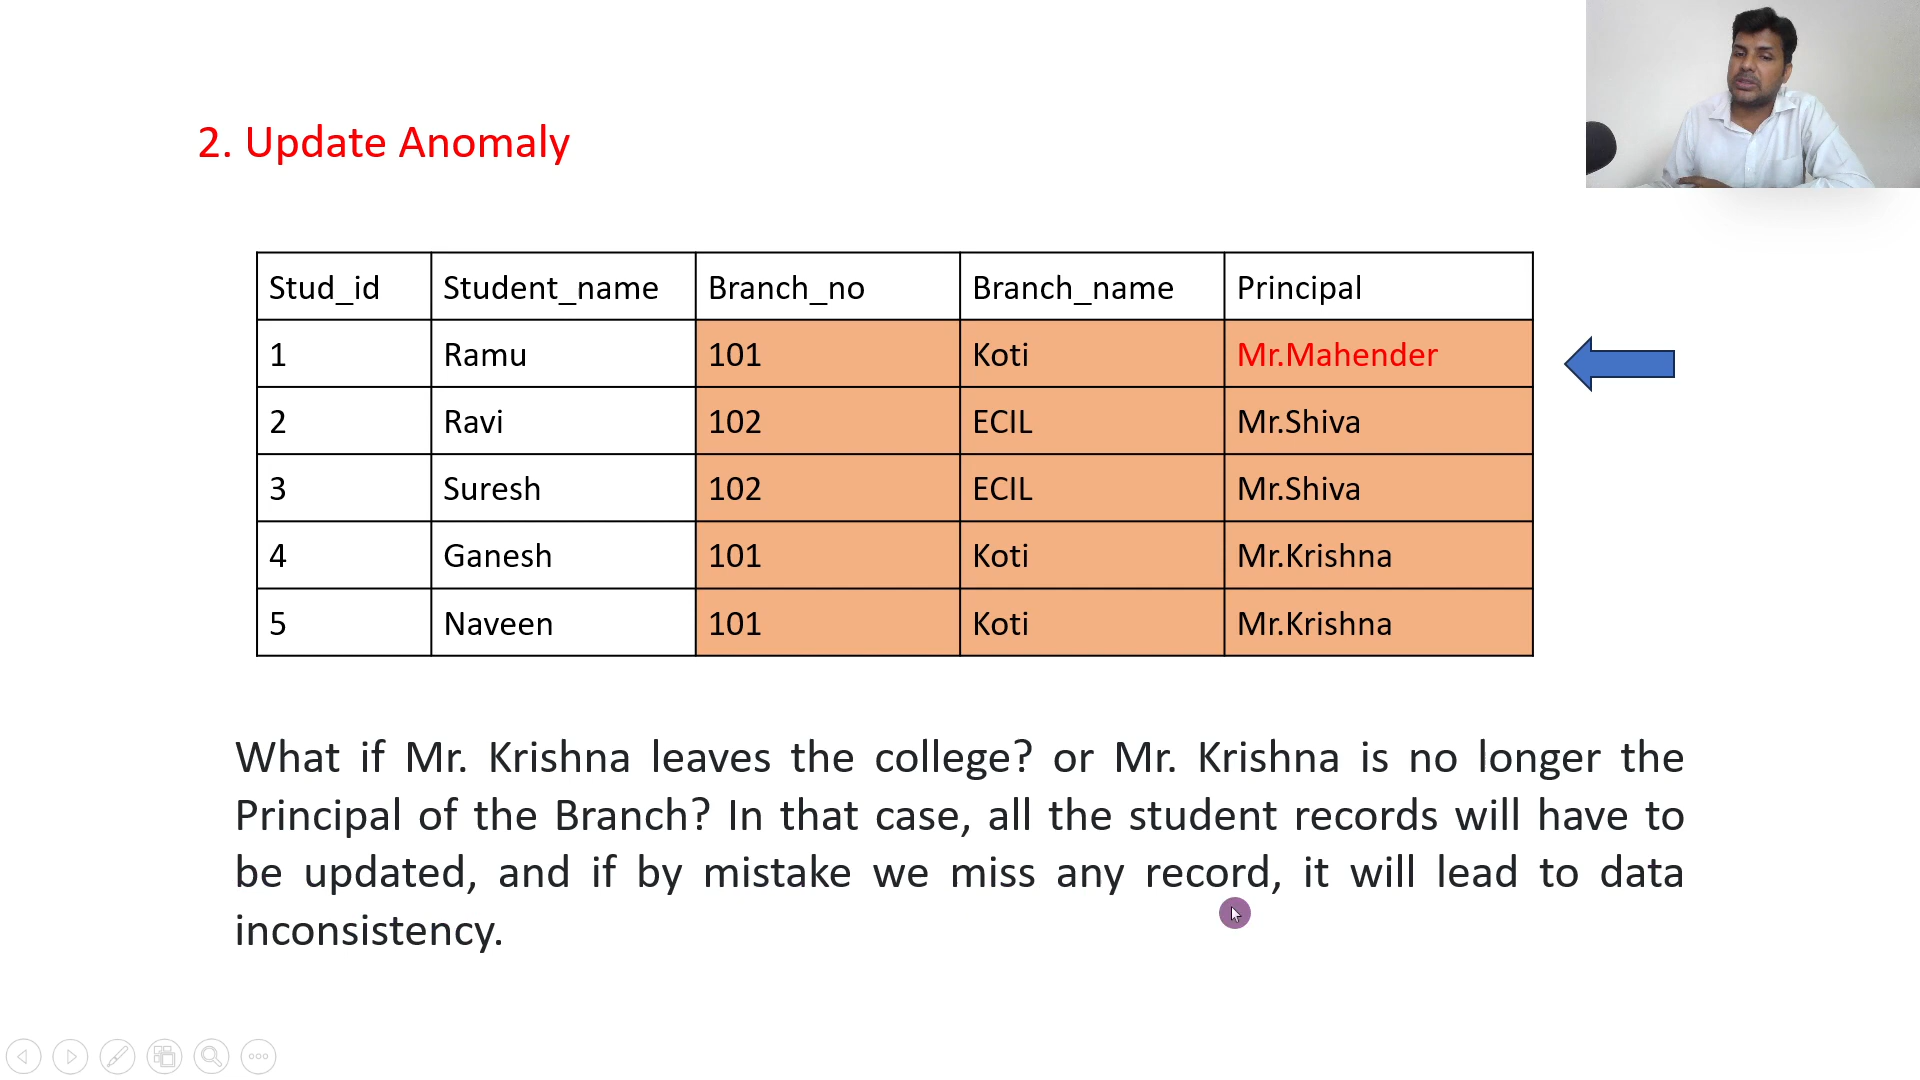 2. Update Anomaly
Stud_id Student_name Branch_no Branch_name Principal
1 Ramu 101 Koti Mr.Mahender
2 Ravi 102 ECIL Mr.Shiva
3 Suresh 102 ECIL Mr.Shiva
4 Ganesh 101 Koti Mr.Krishna
5 Naveen 101 Koti Mr.Krishna
What if Mr. Krishna leaves the college? or Mr. Krishna is no longer the
Principal of the Branch? In that case, all the student records will have to
be updated, and if by mistake we miss any record, it will lead to data
inconsistency.